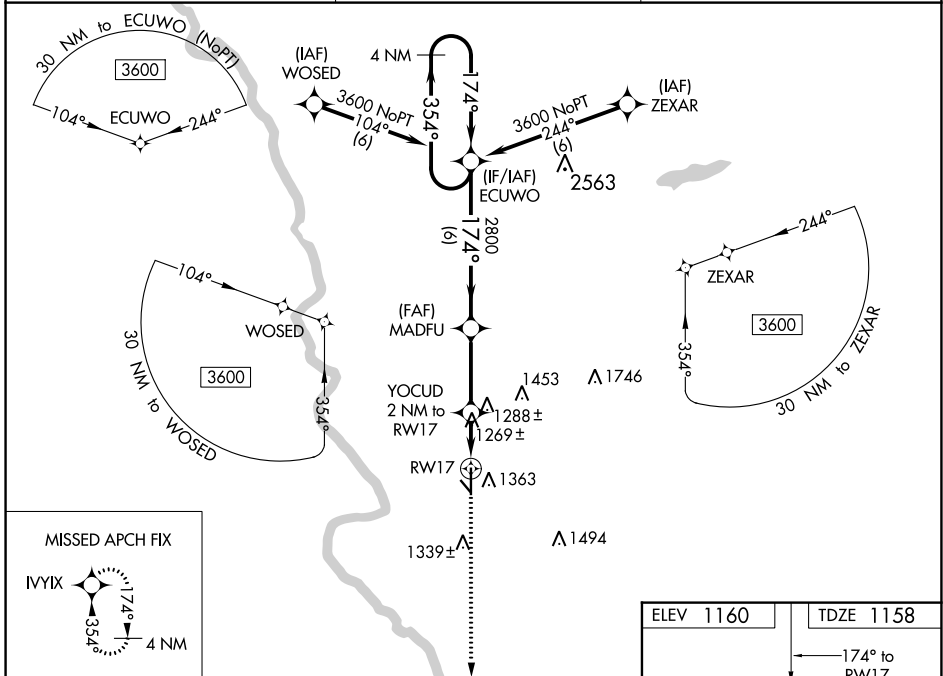 30 NM to ECUWO (NoPT)
3600
104°
244°
ECUWO
(IAF)
WOSED
3600 NoPT
104°
(6)
4 NM
354°
174°
(IAF)
ZEXAR
3600 NoPT
244°
(6)
2563
(IF/IAF)
ECUWO
2800
174°
(6)
104°
WOSED
354°
3600
30 NM to WOSED
244°
ZEXAR
354°
3600
30 NM to ZEXAR
(FAF)
MADFU
YOCUD
2 NM to
RW17
1453
1746
1288±
1269±
RW17
1363
1339±
1494
MISSED APCH FIX
IVYIX
174°
354°
4 NM
ELEV 1160
TDZE 1158
174° to
RW17